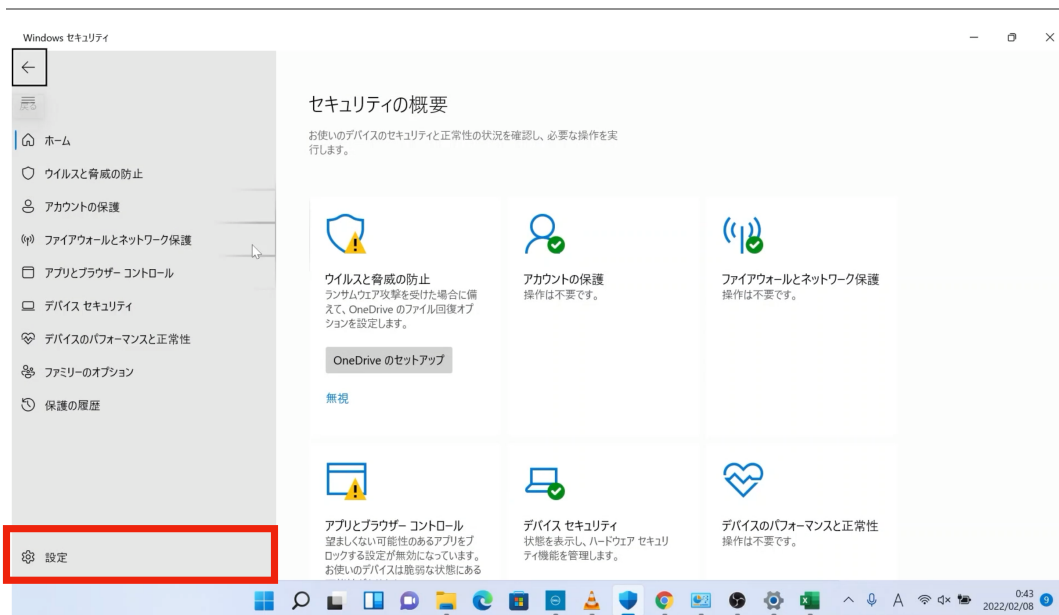 Windows セキュリティ
戻る
ホーム
ウイルスと脅威の防止
アカウントの保護
ファイアウォールとネットワーク保護
アプリとブラウザー コントロール
デバイス セキュリティ
デバイスのパフォーマンスと正常性
ファミリーのオプション
保護の履歴
設定
セキュリティの概要
お使いのデバイスのセキュリティと正常性の状況を確認し、必要な操作を実
行します。
ウイルスと脅威の防止
ランサムウェア攻撃を受けた場合に備
えて、OneDrive のファイル回復オプ
ションを設定します。
OneDrive のセットアップ
無視
アカウントの保護
操作は不要です。
ファイアウォールとネットワーク保護
操作は不要です。
アプリとブラウザー コントロール
望ましくない可能性のあるアプリをブ
ロックする設定が無効になっています。
お使いのデバイスは脆弱な状態にある
デバイス セキュリティ
状態を表示し、ハードウェア セキュリ
ティ機能を管理します。
デバイスのパフォーマンスと正常性
操作は不要です。
A
0:43
2022/02/08
9